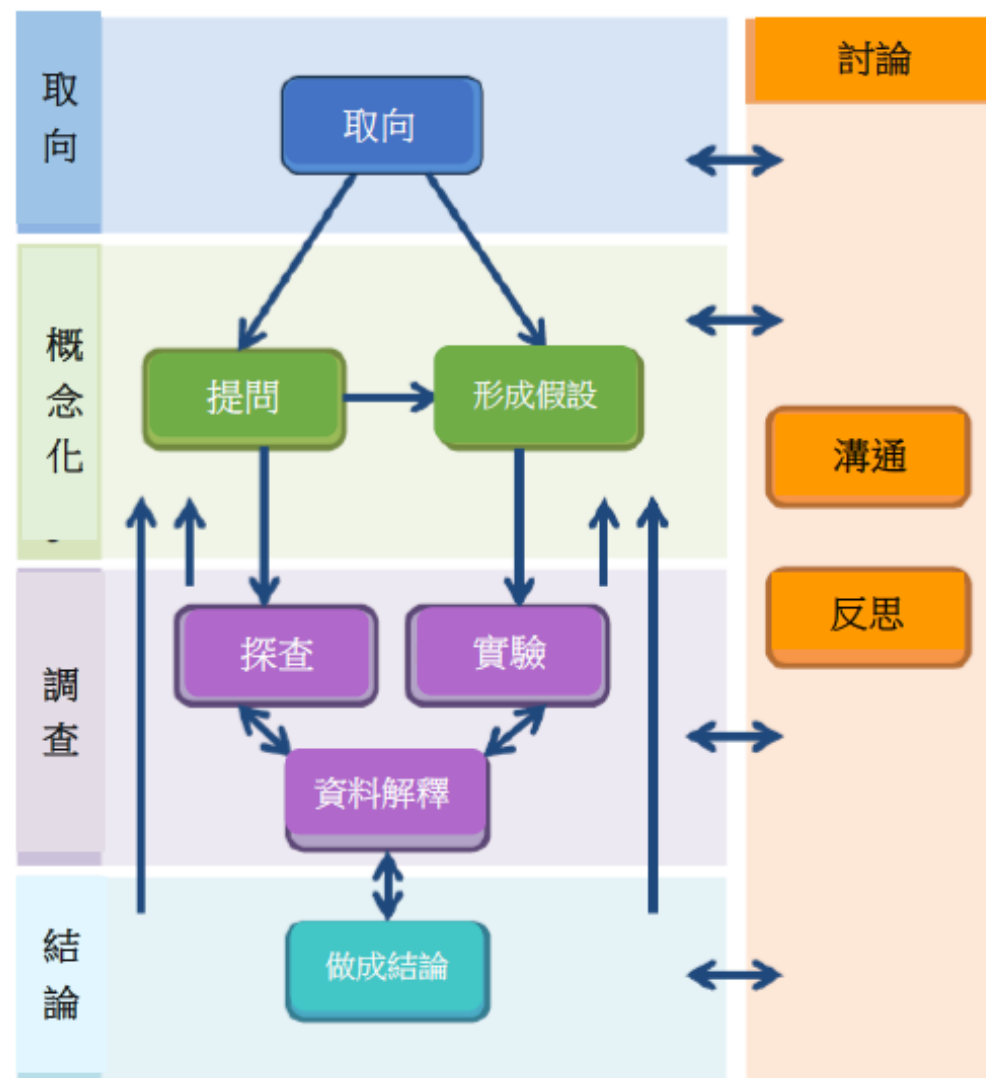 取向
取向
討論
概念化
提問
形成假設
溝通
調查
探查
實驗
反思
資料解釋
結論
做成結論